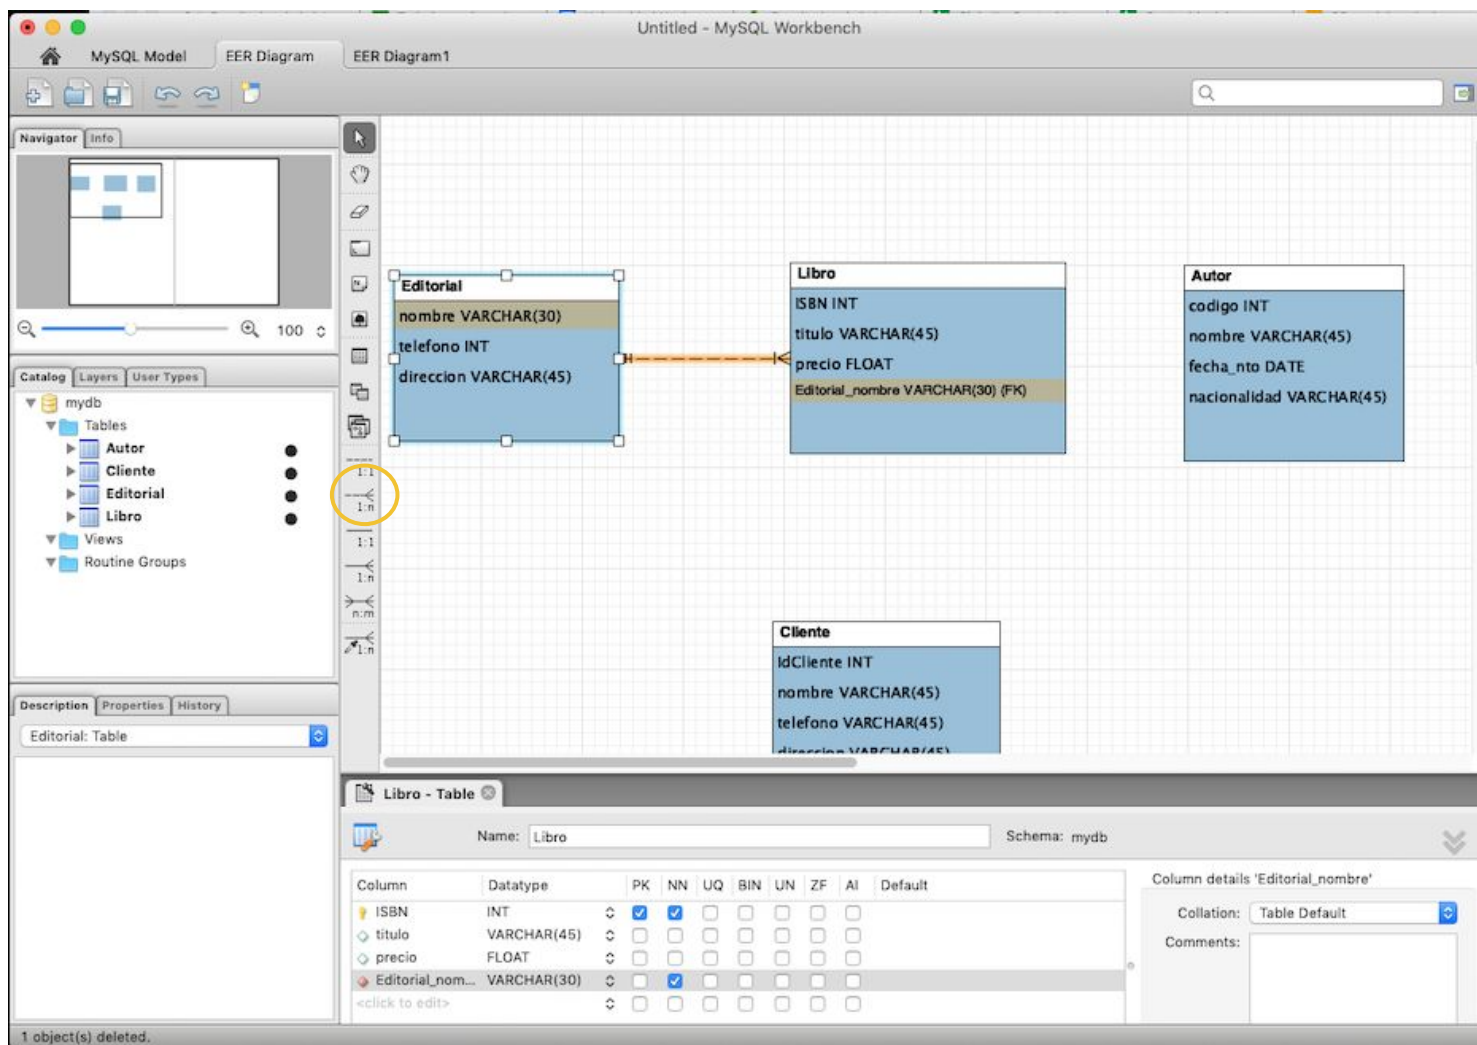 Untitled - MySQL Workbench
MySQL Model
EER Diagram
EER Diagram1
Navigator
Info
100
Catalog
Layers
User Types
mydb
Tables
Autor
Cliente
Editorial
Libro
Views
Routine Groups
Description
Properties
History
Editorial: Table
1 object(s) deleted.
1:1
1:n
1:1
1:n
n:m
1:n
Editorial
nombre VARCHAR(30)
telefono INT
direccion VARCHAR(45)
Libro
ISBN INT
titulo VARCHAR(45)
precio FLOAT
Editorial_nombre VARCHAR(30) (FK)
Autor
codigo INT
nombre VARCHAR(45)
fecha_nto DATE
nacionalidad VARCHAR(45)
Cliente
IdCliente INT
nombre VARCHAR(45)
telefono VARCHAR(45)
direccion VARCHAR(45)
Libro - Table
Name: Libro
Schema: mydb
Column Datatype PK NN UQ BIN UN ZF AI Default
ISBN INT
titulo VARCHAR(45)
precio FLOAT
Editorial_nom... VARCHAR(30)
<click to edit>
Column details 'Editorial_nombre'
Collation: Table Default
Comments: